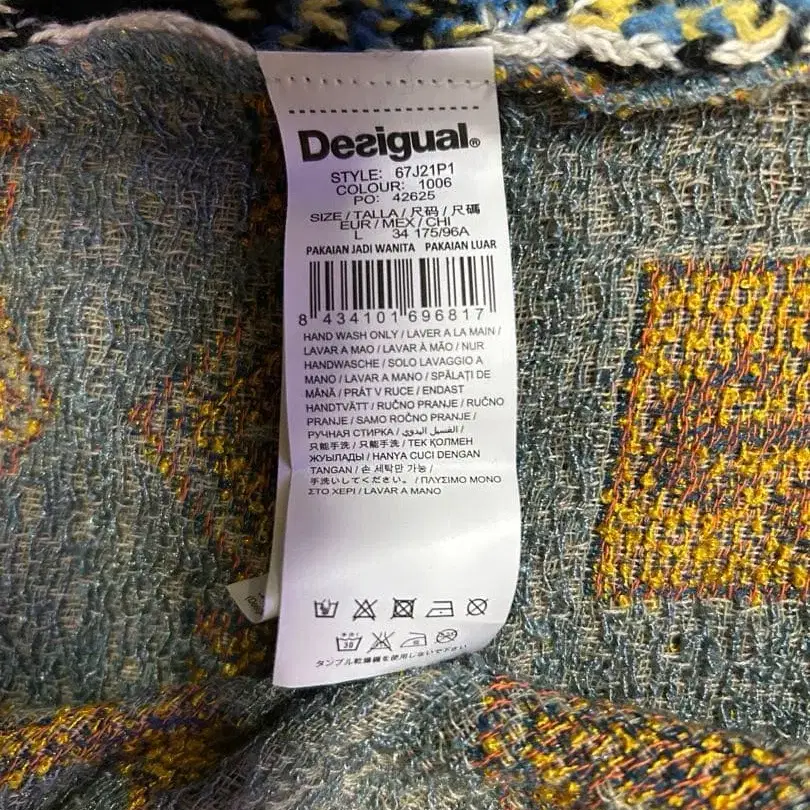 Desigual®
STYLE: 67J21P1
COLOUR: 1006
PO: 42625
SIZE / TALLA / 尺码 / 尺碼
EUR / MEX / CHI
L 34 175/96A
PAKAIAN JADI WANITA PAKAIAN LUAR
8 434101 696817
HAND WASH ONLY / LAVER A LA MAIN /
LAVAR A MAO / LAVAR À MÃO / NUR
HANDWASCHE / SOLO LAVAGGIO A
MANO / LAVAR A MANO / SPĂLAŢI DE
MÂNĂ / PRÁT V RUCE / ENDAST
HANDTVÄTT / RUČNO PRANJE / RUČNO
PRANJE / SAMO ROČNO PRANJE /
РУЧНАЯ СТИРКА / الغسيل اليدوي /
只能手洗 / 只能手洗 / ТЕК ҚОЛМЕН
ЖУЫЛАДЫ / HANYA CUCI DENGAN
TANGAN / 손 세탁만 가능 /
手洗いしてください。 / ΠΛΥΣΙΜΟ ΜΟΝΟ
ΣΤΟ ΧΕΡΙ / LAVAR A MANO
30
タンブル乾燥機を使用しないで下さい